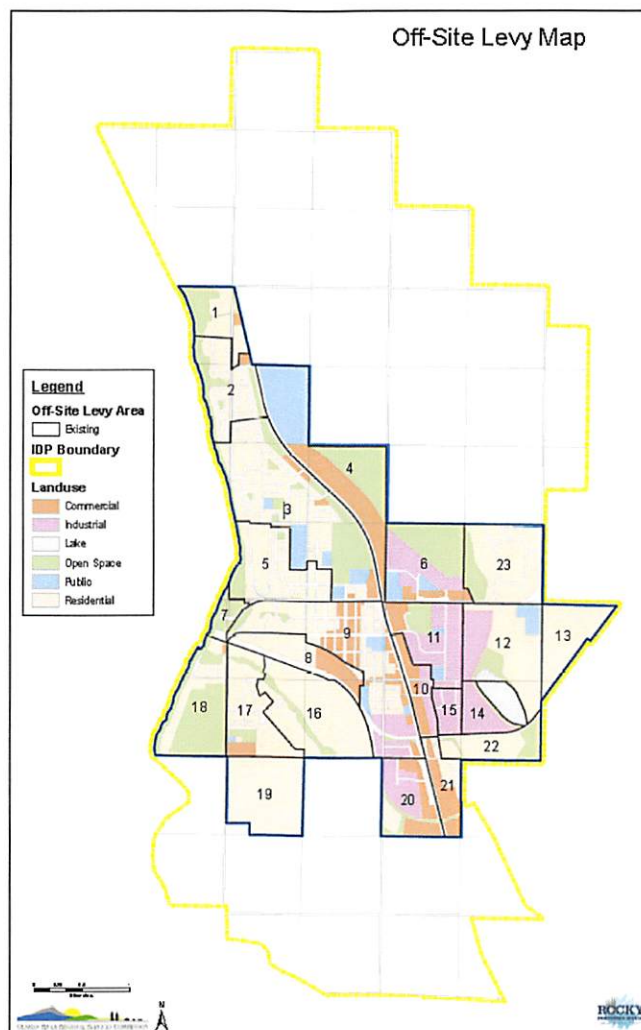 Off-Site Levy Map
1
2
4
3
5
6
23
7
9
11
12
13
8
10
18
17
16
15
14
22
19
20
21
Legend
Off-Site Levy Area
Existing
IDP Boundary
Landuse
Commercial
Industrial
Lake
Open Space
Public
Residential
N
ROCKY